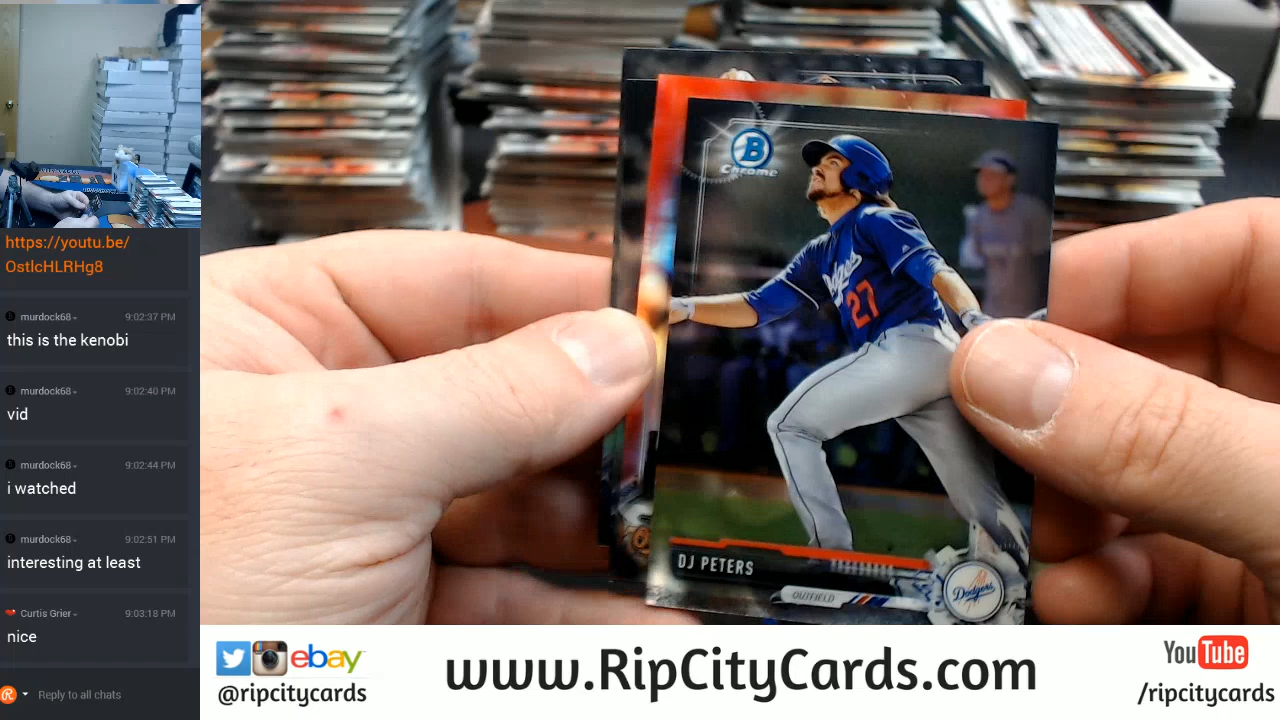 https://youtu.be/
OstlcHLRHg8
murdock68 9:02:37 PM
this is the kenobi
murdock68 9:02:40 PM
vid
murdock68 9:02:44 PM
i watched
murdock68 9:02:51 PM
interesting at least
Curtis Grier 9:03:18 PM
nice
Reply to all chats
B
Chrome
Dodgers
27
DJ PETERS
OUTFIELD
Dodgers
ebay
@ripcitycards
www.RipCityCards.com
YouTube
/ripcitycards